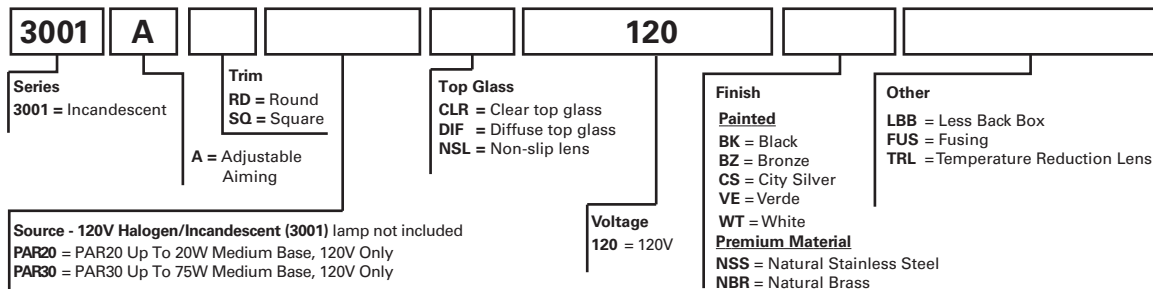 3001 A 120
Series
3001 = Incandescent
A = Adjustable
Aiming
Trim
RD = Round
SQ = Square
Source - 120V Halogen/Incandescent (3001) lamp not included
PAR20 = PAR20 Up To 20W Medium Base, 120V Only
PAR30 = PAR30 Up To 75W Medium Base, 120V Only
Top Glass
CLR = Clear top glass
DIF = Diffuse top glass
NSL = Non-slip lens
Voltage
120 = 120V
Finish
Painted
BK = Black
BZ = Bronze
CS = City Silver
VE = Verde
WT = White
Premium Material
NSS = Natural Stainless Steel
NBR = Natural Brass
Other
LBB = Less Back Box
FUS = Fusing
TRL = Temperature Reduction Lens